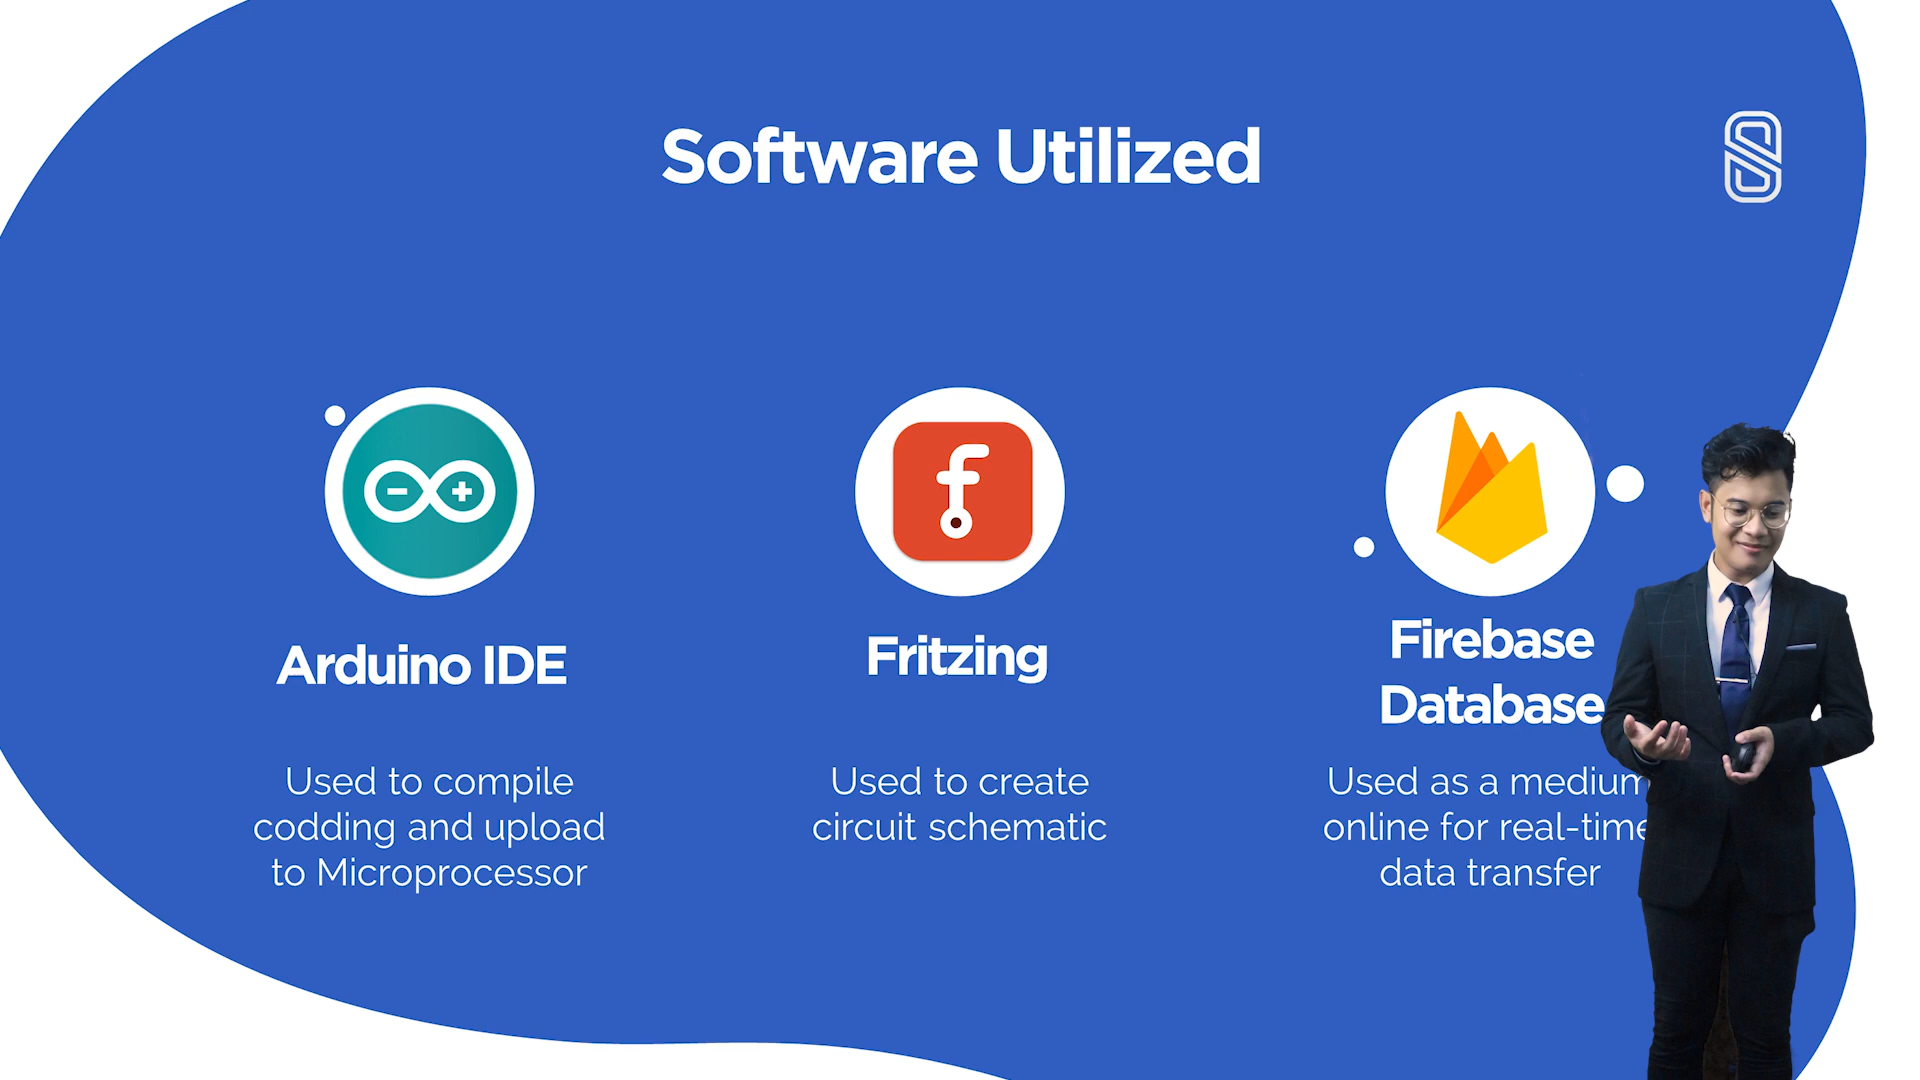 Software Utilized
Arduino IDE
Used to compile
codding and upload
to Microprocessor
Fritzing
Used to create
circuit schematic
Firebase
Database
Used as a medium
online for real-time
data transfer